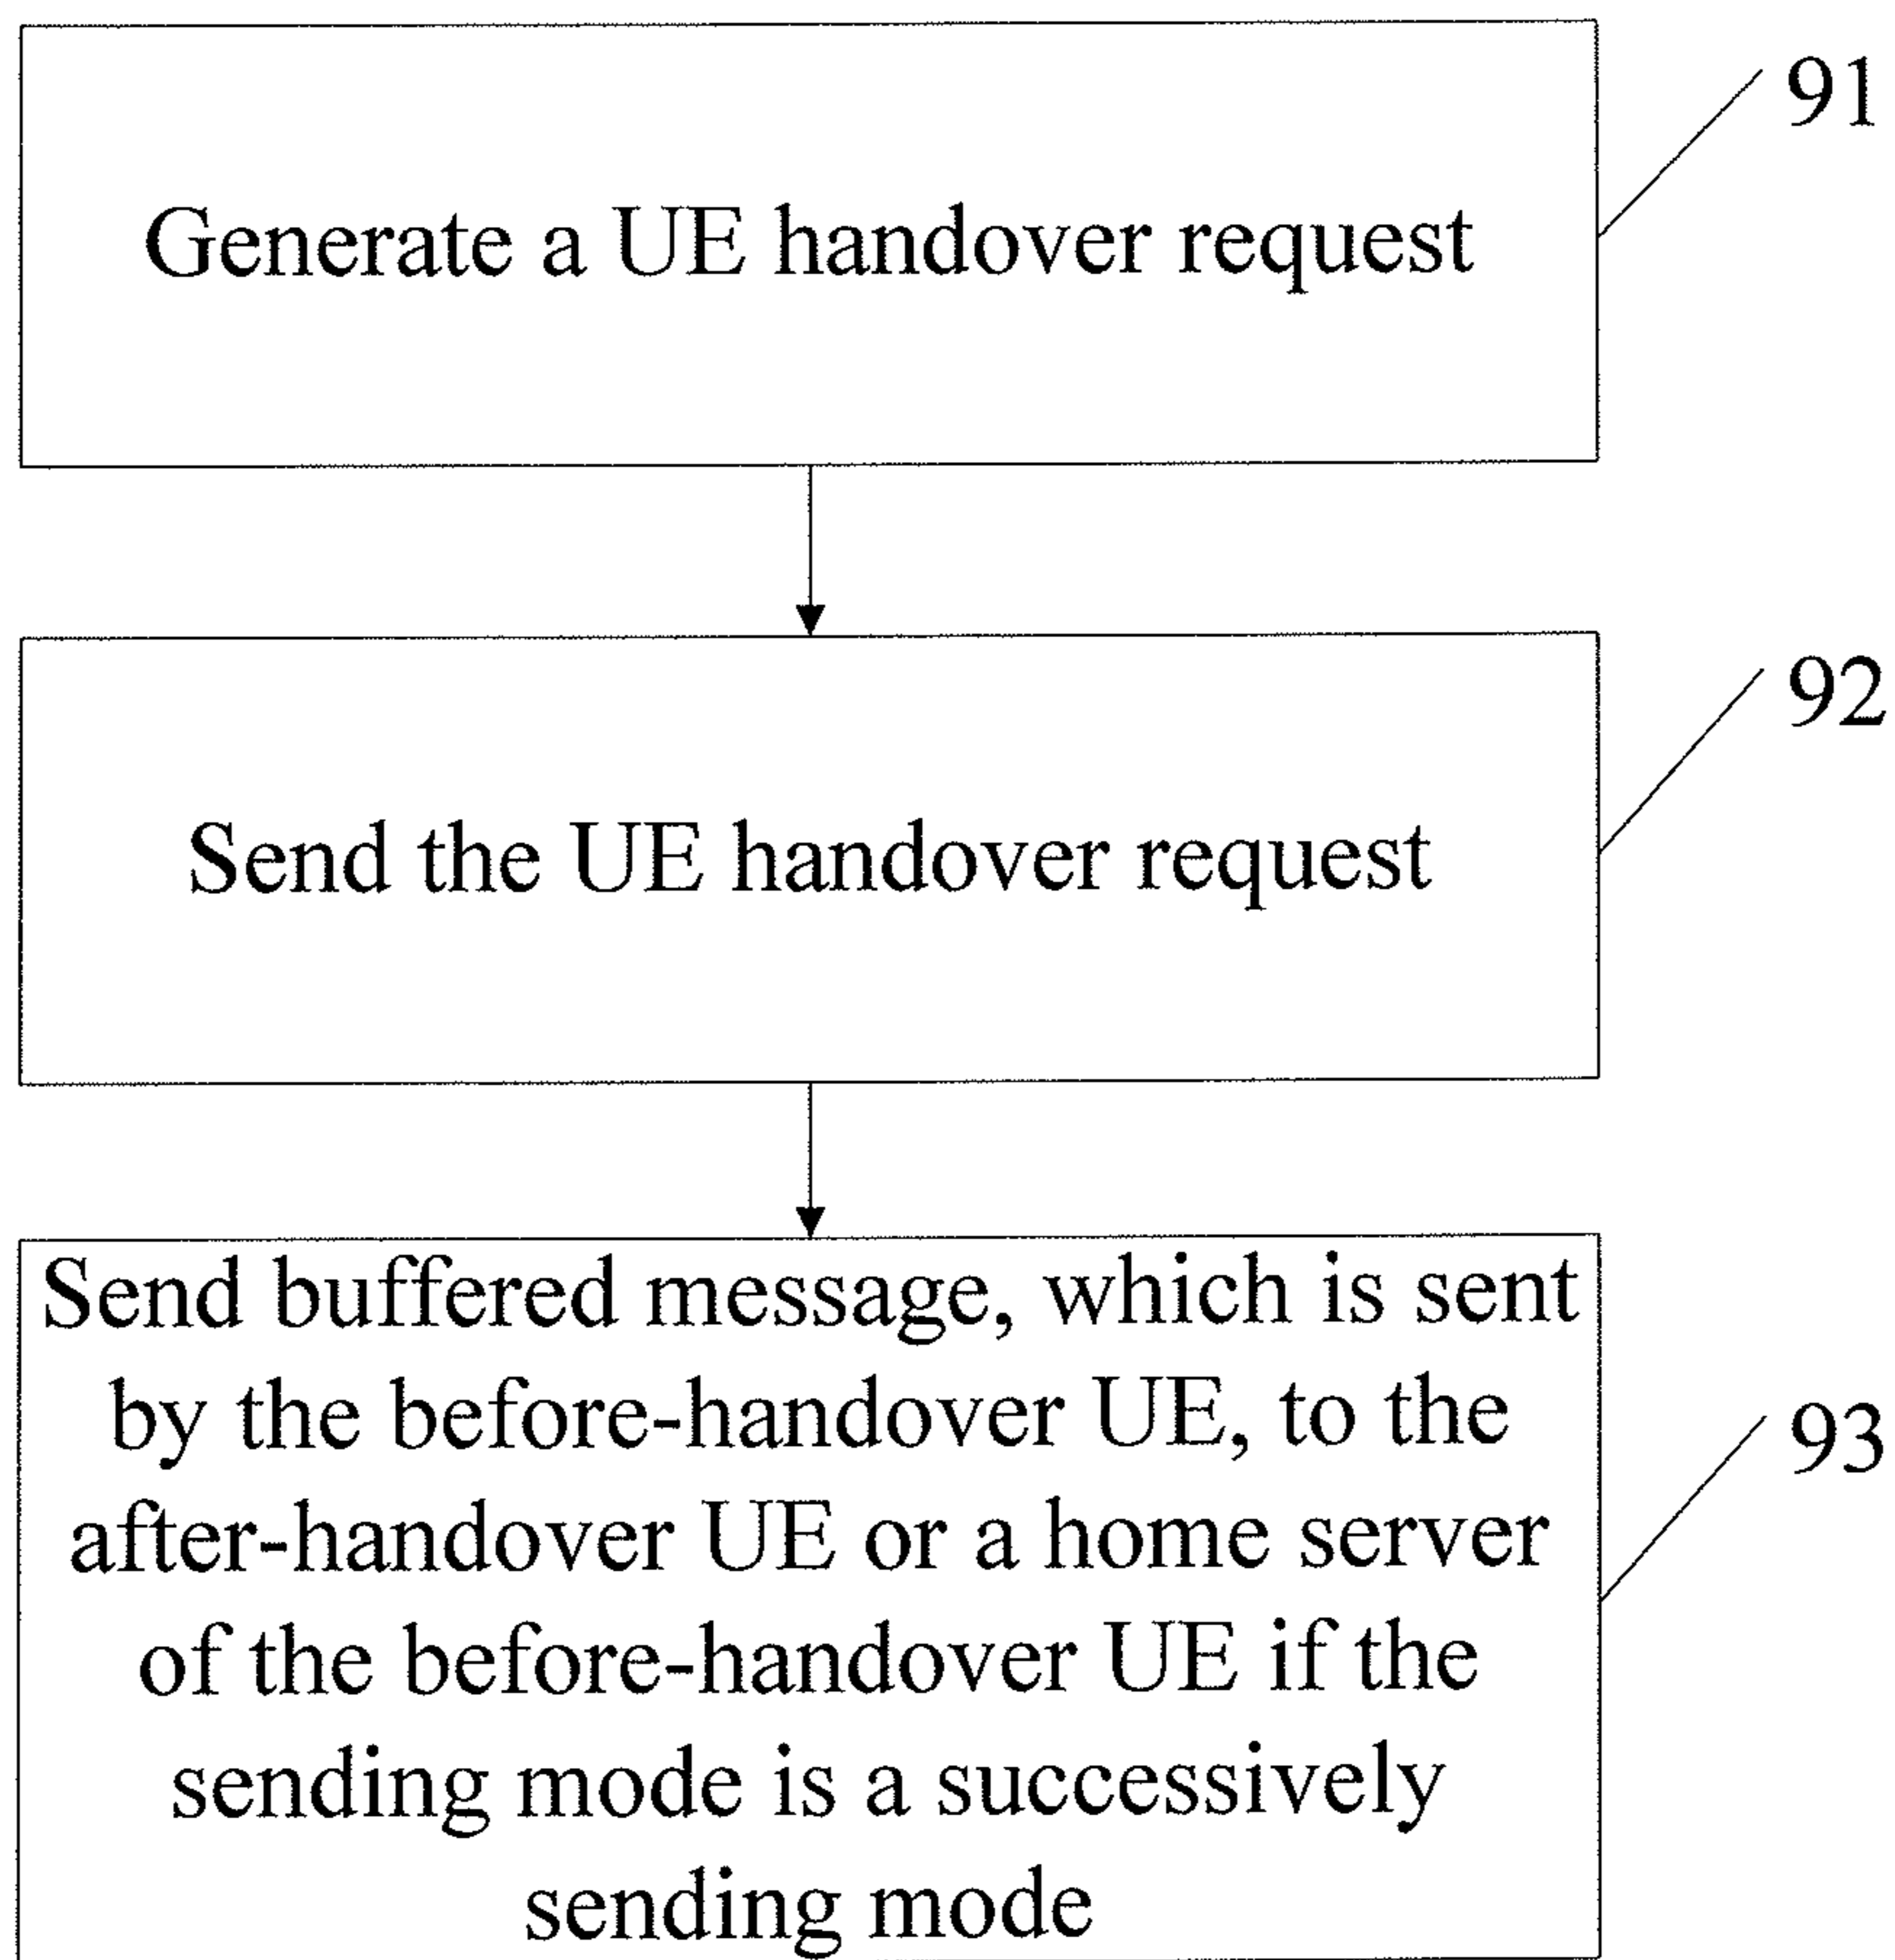 91
Generate a UE handover request
92
Send the UE handover request
Send buffered message, which is sent
by the before-handover UE, to the
after-handover UE or a home server
of the before-handover UE if the
sending mode is a successively
sending mode
93